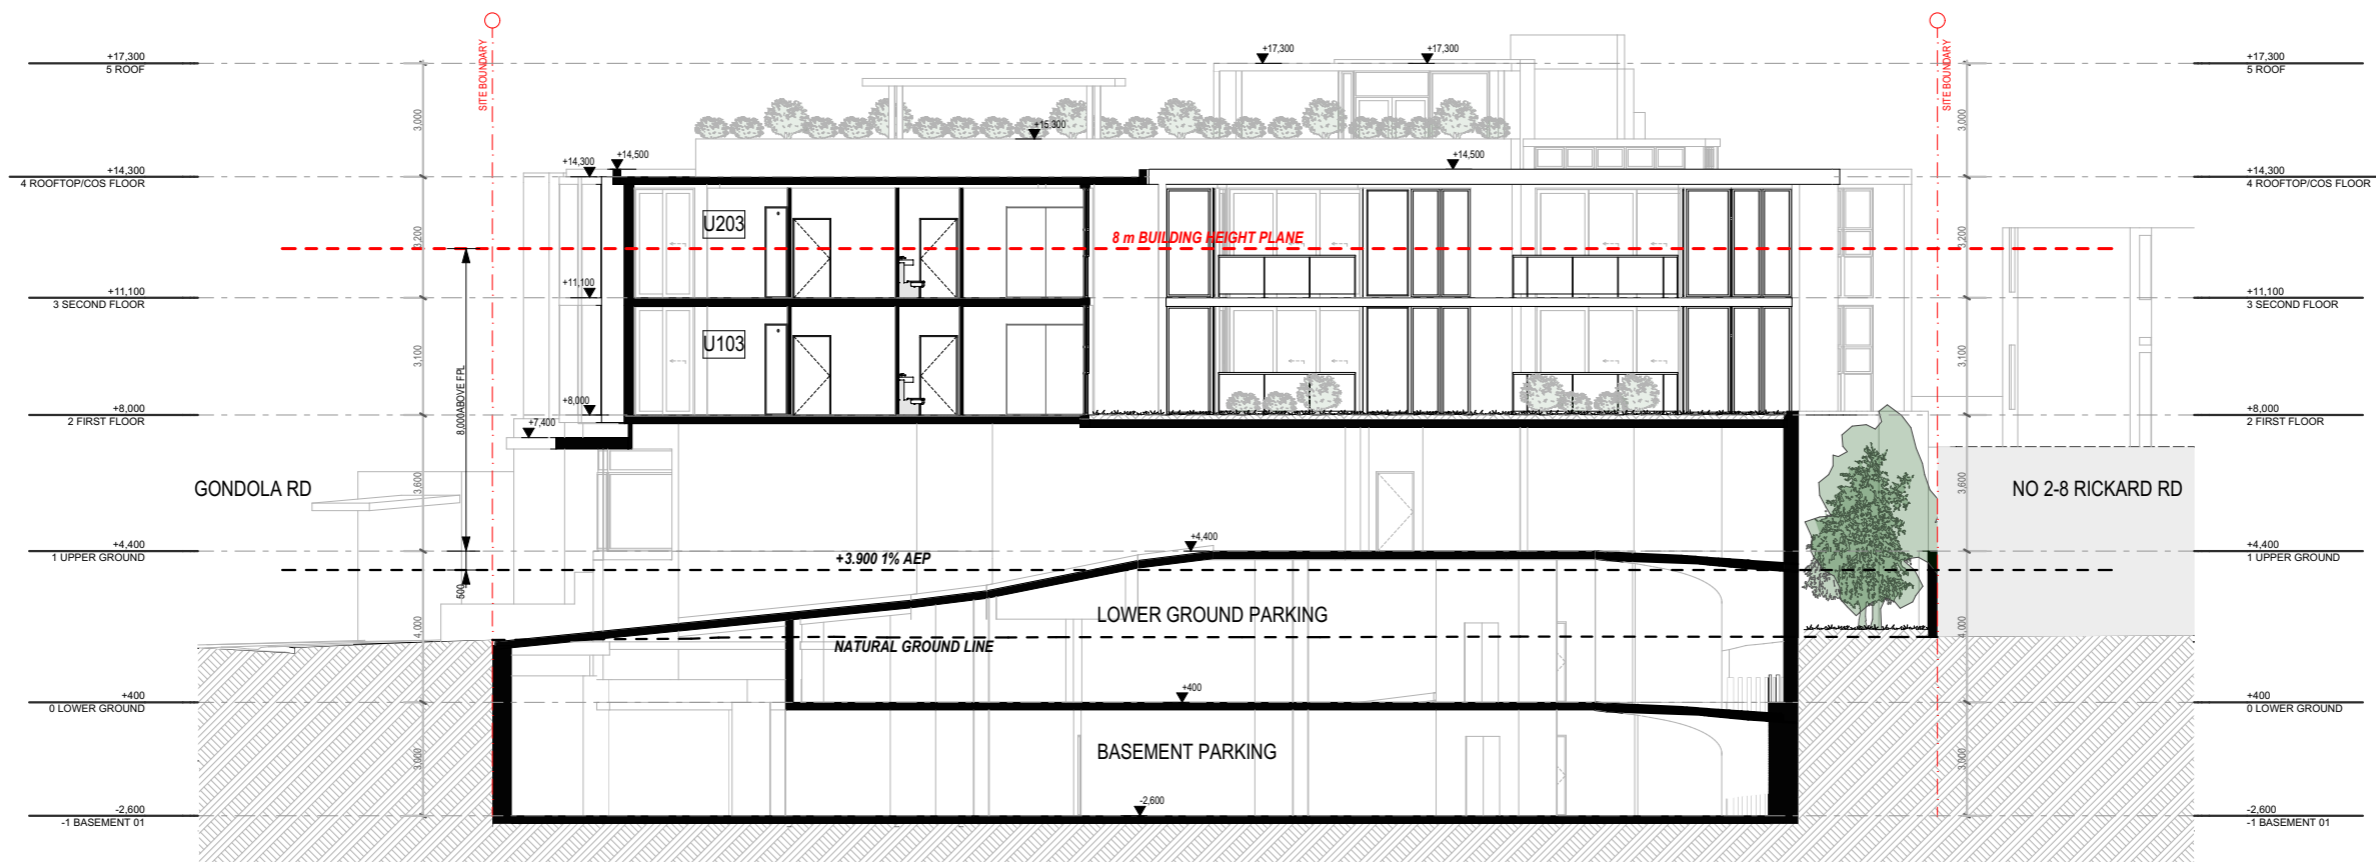 SITE BOUNDARY
SITE BOUNDARY
+17,300
5 ROOF
+17,300
+17,300
+17,300
5 ROOF
3,000
3,000
+15,300
+14,300
4 ROOFTOP/COS FLOOR
+14,300
+14,500
+14,500
+14,300
4 ROOFTOP/COS FLOOR
U203
8 m BUILDING HEIGHT PLANE
3,200
3,200
+11,100
3 SECOND FLOOR
+11,100
+11,100
3 SECOND FLOOR
U103
3,100
3,100
8,000ABOVE FPL
+8,000
2 FIRST FLOOR
+8,000
+7,400
+8,000
2 FIRST FLOOR
GONDOLA RD
3,600
3,600
NO 2-8 RICKARD RD
+4,400
1 UPPER GROUND
+3.900 1% AEP
+4,400
+4,400
1 UPPER GROUND
500
4,000
LOWER GROUND PARKING
4,000
NATURAL GROUND LINE
+400
0 LOWER GROUND
+400
+400
0 LOWER GROUND
3,000
BASEMENT PARKING
3,000
-2,600
-1 BASEMENT 01
-2,600
-2,600
-1 BASEMENT 01